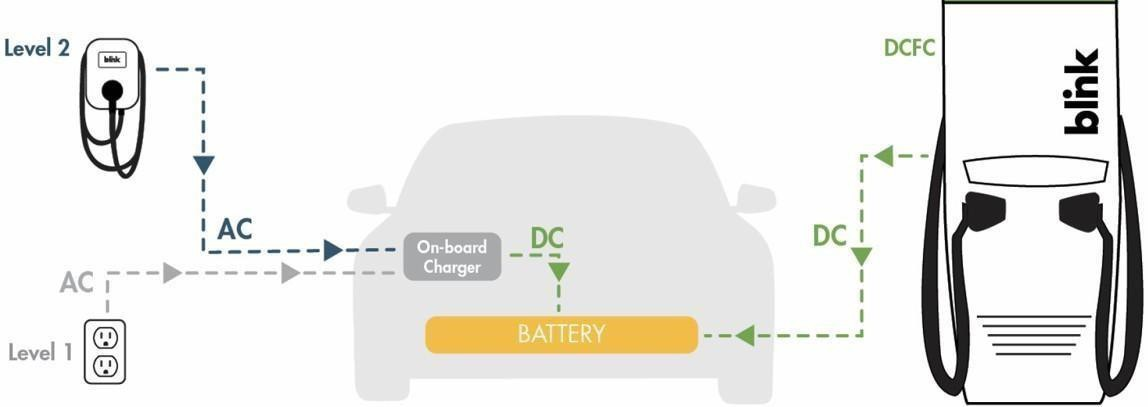 Level 2
blink
DCFC
blink
AC
On-board
Charger
DC
DC
AC
Level 1
BATTERY